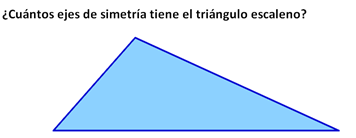 ¿Cuántos ejes de simetría tiene el triángulo escaleno?